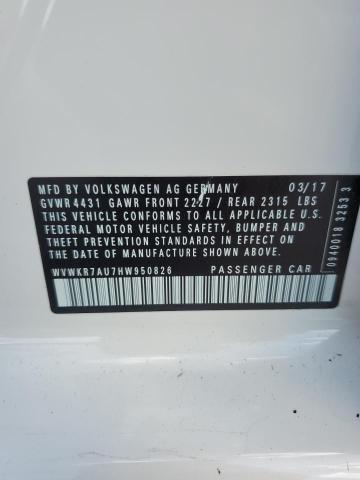 MFD BY VOLKSWAGEN AG GERMANY 03/17
GVWR 4431 GAWR FRONT 2227 / REAR 2315 LBS
THIS VEHICLE CONFORMS TO ALL APPLICABLE U.S.
FEDERAL MOTOR VEHICLE SAFETY, BUMPER AND
THEFT PREVENTION STANDARDS IN EFFECT ON THE
DATE OF MANUFACTURE SHOWN ABOVE.
WVWKR7AU7HW950826 PASSENGER CAR
0940018 3253 3